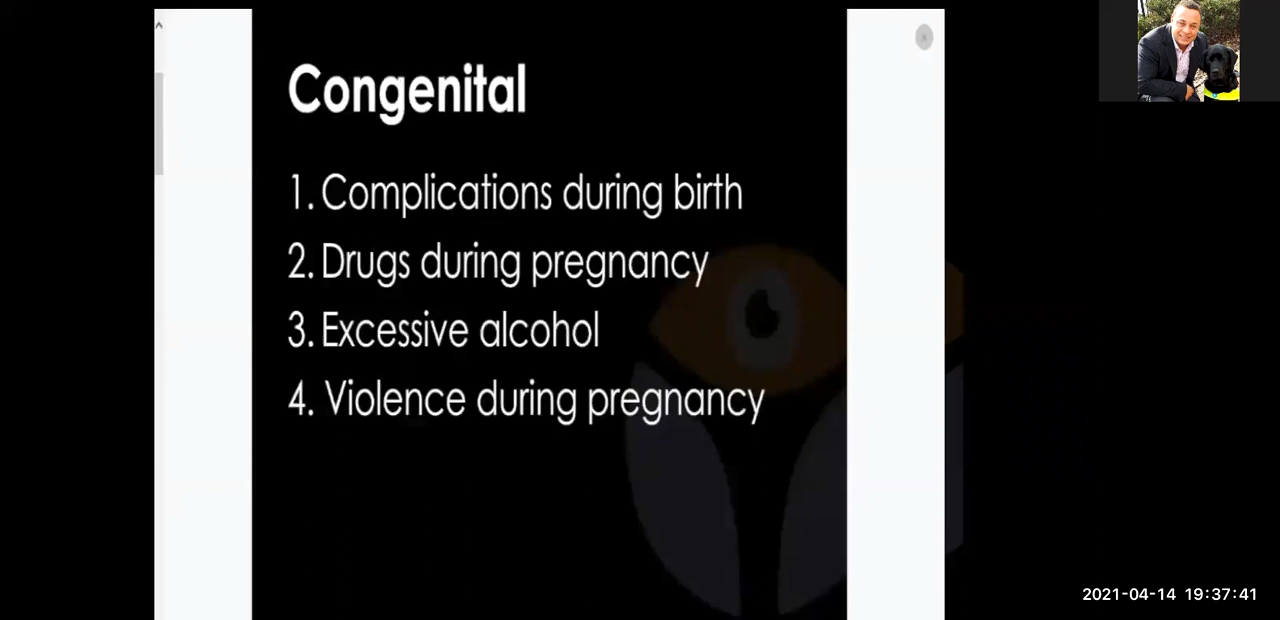 Congenital
1. Complications during birth
2. Drugs during pregnancy
3. Excessive alcohol
4. Violence during pregnancy
2021-04-14 19:37:41